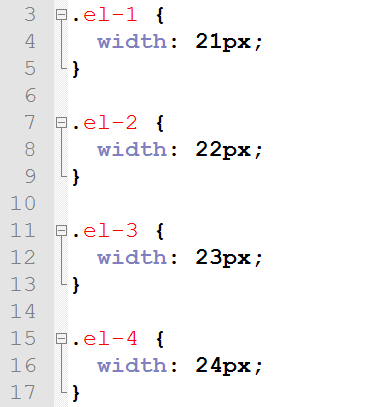 3 .el-1 {
4   width: 21px;
5 }
6
7 .el-2 {
8   width: 22px;
9 }
10
11 .el-3 {
12   width: 23px;
13 }
14
15 .el-4 {
16   width: 24px;
17 }